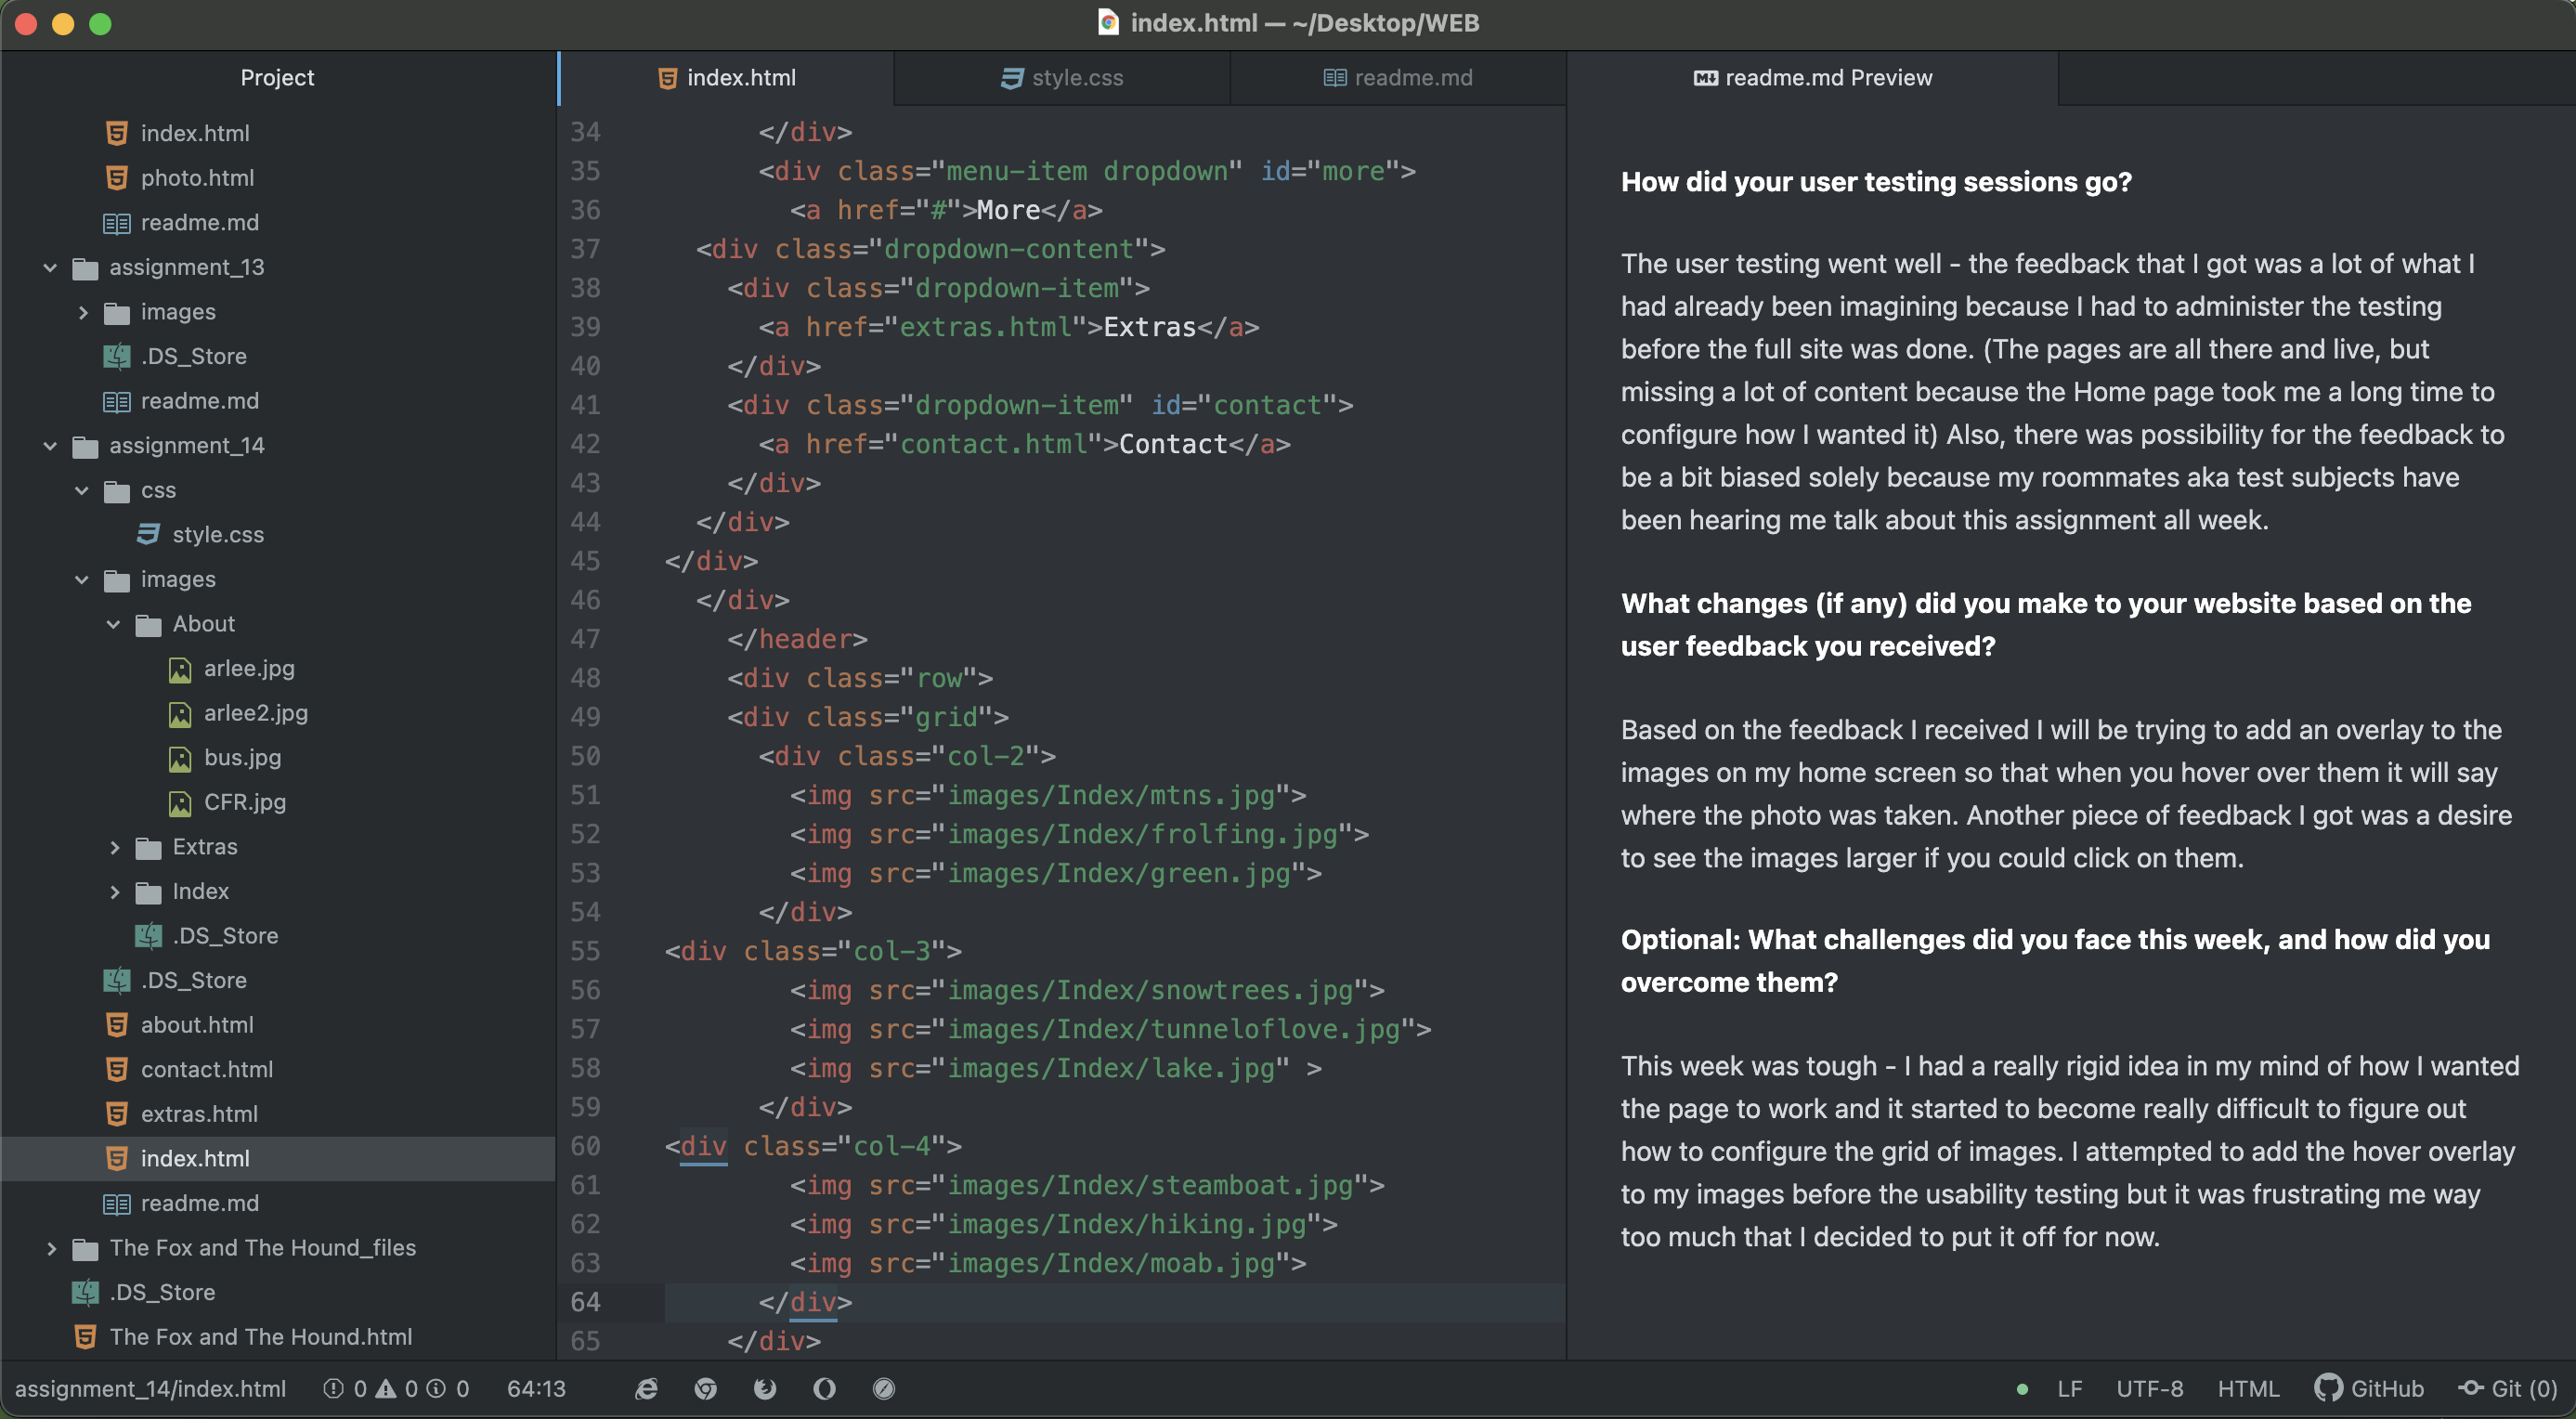 index.html — ~/Desktop/WEB
Project
index.html
photo.html
readme.md
assignment_13
images
.DS_Store
readme.md
assignment_14
css
style.css
images
About
arlee.jpg
arlee2.jpg
bus.jpg
CFR.jpg
Extras
Index
.DS_Store
.DS_Store
about.html
contact.html
extras.html
index.html
readme.md
The Fox and The Hound_files
.DS_Store
The Fox and The Hound.html
index.html
style.css
readme.md
34 </div>
35 <div class="menu-item dropdown" id="more">
36 <a href="#">More</a>
37 <div class="dropdown-content">
38 <div class="dropdown-item">
39 <a href="extras.html">Extras</a>
40 </div>
41 <div class="dropdown-item" id="contact">
42 <a href="contact.html">Contact</a>
43 </div>
44 </div>
45 </div>
46 </div>
47 </header>
48 <div class="row">
49 <div class="grid">
50 <div class="col-2">
51 <img src="images/Index/mtns.jpg">
52 <img src="images/Index/frolfing.jpg">
53 <img src="images/Index/green.jpg">
54 </div>
55 <div class="col-3">
56 <img src="images/Index/snowtrees.jpg">
57 <img src="images/Index/tunneloflove.jpg">
58 <img src="images/Index/lake.jpg" >
59 </div>
60 <div class="col-4">
61 <img src="images/Index/steamboat.jpg">
62 <img src="images/Index/hiking.jpg">
63 <img src="images/Index/moab.jpg">
64 </div>
65 </div>
readme.md Preview
How did your user testing sessions go?
The user testing went well - the feedback that I got was a lot of what I
had already been imagining because I had to administer the testing
before the full site was done. (The pages are all there and live, but
missing a lot of content because the Home page took me a long time to
configure how I wanted it) Also, there was possibility for the feedback to
be a bit biased solely because my roommates aka test subjects have
been hearing me talk about this assignment all week.
What changes (if any) did you make to your website based on the
user feedback you received?
Based on the feedback I received I will be trying to add an overlay to the
images on my home screen so that when you hover over them it will say
where the photo was taken. Another piece of feedback I got was a desire
to see the images larger if you could click on them.
Optional: What challenges did you face this week, and how did you
overcome them?
This week was tough - I had a really rigid idea in my mind of how I wanted
the page to work and it started to become really difficult to figure out
how to configure the grid of images. I attempted to add the hover overlay
to my images before the usability testing but it was frustrating me way
too much that I decided to put it off for now.
assignment_14/index.html 0 0 0 64:13
LF UTF-8 HTML GitHub Git (0)